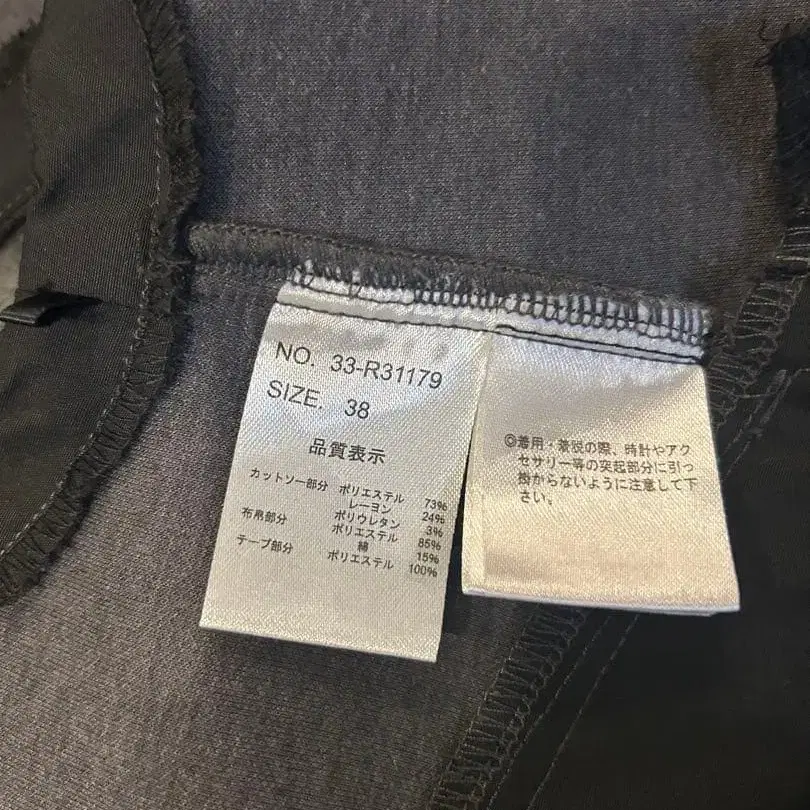 NO. 33-R31179
SIZE. 38
品質表示
カットソー部分 ポリエステル 73%
レーヨン 24%
ポリウレタン 3%
布帛部分 ポリエステル 85%
綿 15%
テープ部分 ポリエステル 100%
◎着用・着脱の際、時計やアク
セサリー等の突起部分に引っ
掛からないように注意して下
さい。